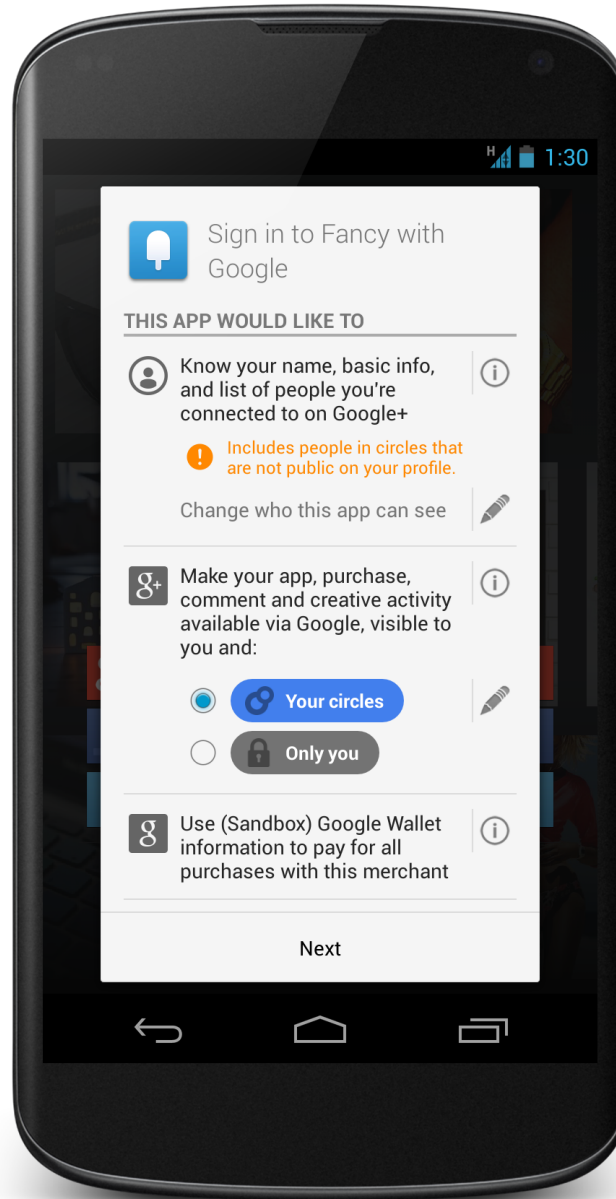 H 1:30
Sign in to Fancy with
Google
THIS APP WOULD LIKE TO
Know your name, basic info,
and list of people you're
connected to on Google+
Includes people in circles that
are not public on your profile.
Change who this app can see
g+
Make your app, purchase,
comment and creative activity
available via Google, visible to
you and:
Your circles
Only you
g
Use (Sandbox) Google Wallet
information to pay for all
purchases with this merchant
Next